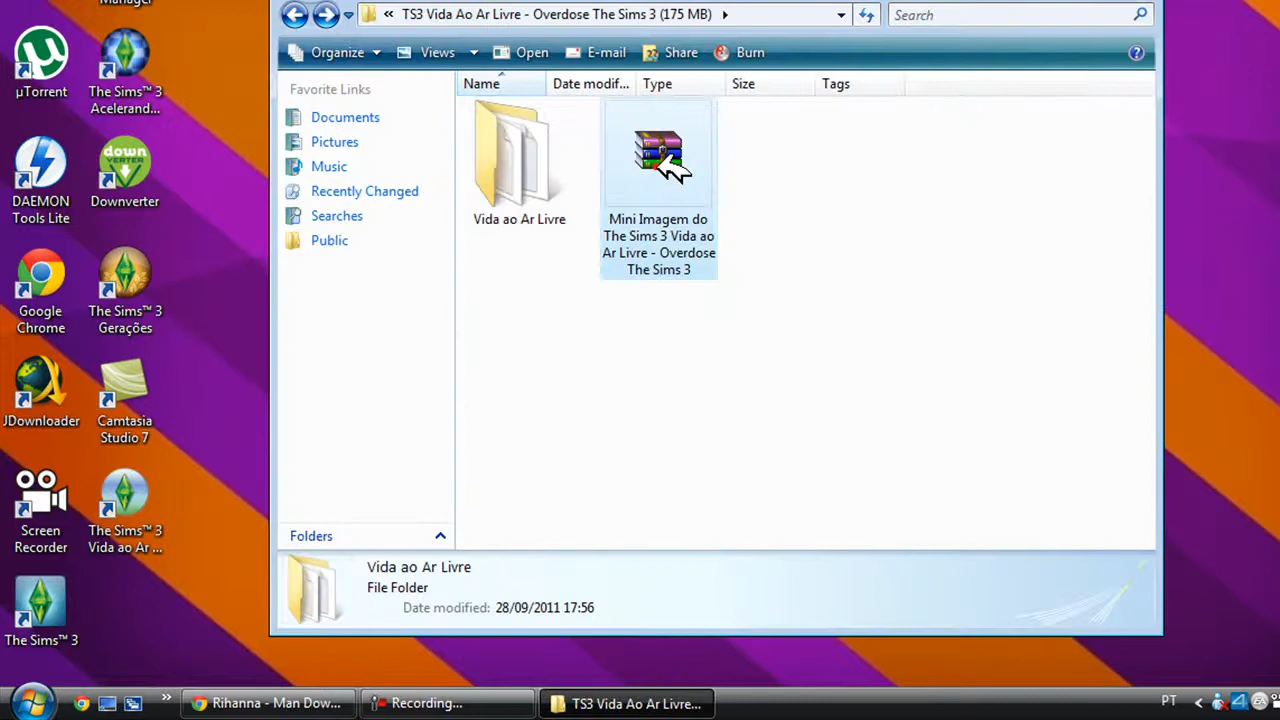 Manager
µTorrent
The Sims™ 3
Acelerand...
DAEMON
Tools Lite
Downverter
Google
Chrome
The Sims™ 3
Gerações
JDownloader
Camtasia
Studio 7
Screen
Recorder
The Sims™ 3
Vida ao Ar ...
The Sims™ 3
down
VERTER
« TS3 Vida Ao Ar Livre - Overdose The Sims 3 (175 MB)
Search
Organize
Views
Open
E-mail
Share
Burn
Favorite Links
Documents
Pictures
Music
Recently Changed
Searches
Public
Folders
Name
Date modif...
Type
Size
Tags
Vida ao Ar Livre
Mini Imagem do
The Sims 3 Vida ao
Ar Livre - Overdose
The Sims 3
Vida ao Ar Livre
File Folder
Date modified: 28/09/2011 17:56
Rihanna - Man Dow...
Recording...
TS3 Vida Ao Ar Livre...
PT
EA